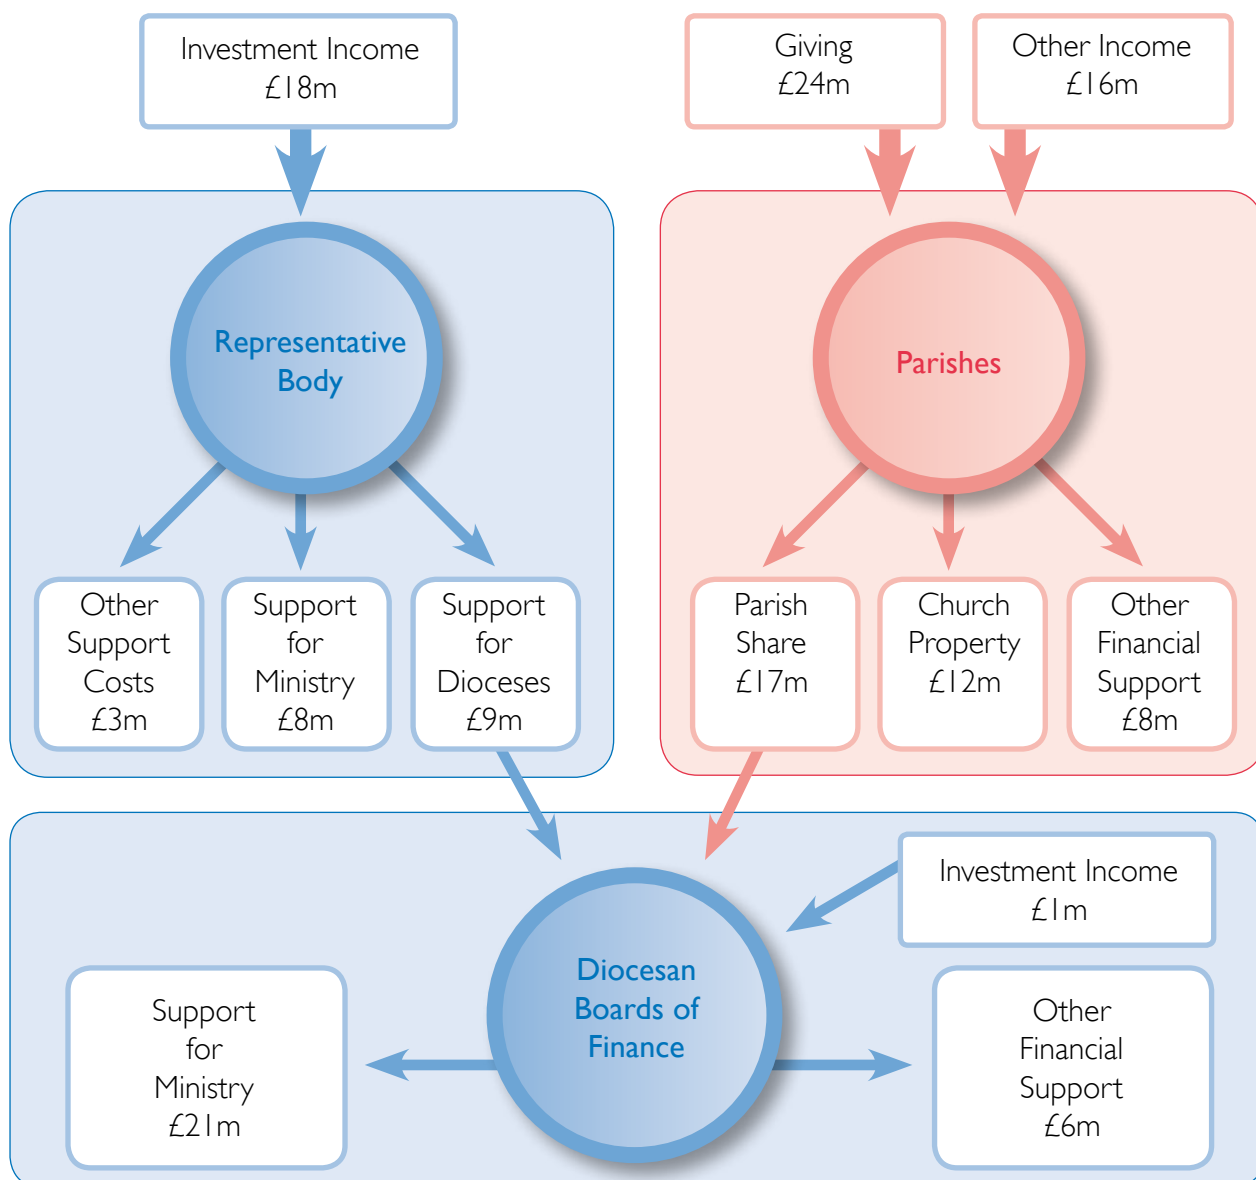 Investment Income
£18m
Giving
£24m
Other Income
£16m
Representative
Body
Parishes
Other
Support
Costs
£3m
Support
for
Ministry
£8m
Support
for
Dioceses
£9m
Parish
Share
£17m
Church
Property
£12m
Other
Financial
Support
£8m
Investment Income
£1m
Diocesan
Boards of
Finance
Support
for
Ministry
£21m
Other
Financial
Support
£6m